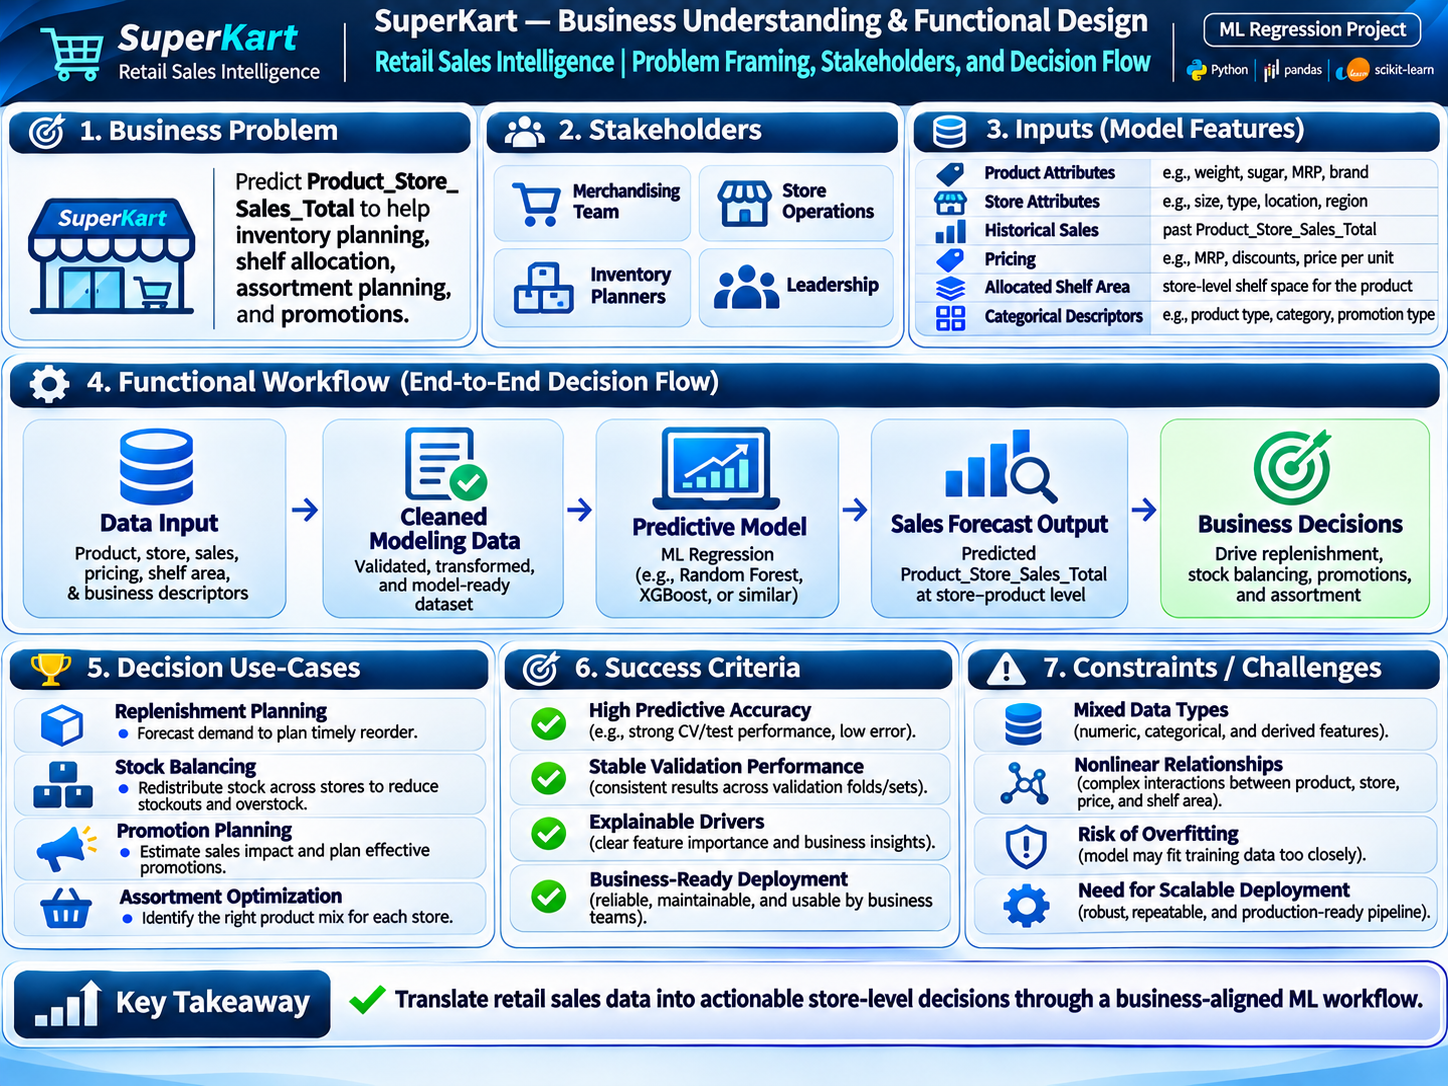 SuperKart
Retail Sales Intelligence
SuperKart — Business Understanding & Functional Design
Retail Sales Intelligence | Problem Framing, Stakeholders, and Decision Flow
ML Regression Project
Python
pandas
learn
scikit-learn
1. Business Problem
SuperKart
Predict Product_Store_
Sales_Total to help
inventory planning,
shelf allocation,
assortment planning,
and promotions.
2. Stakeholders
Merchandising
Team
Store
Operations
Inventory
Planners
Leadership
3. Inputs (Model Features)
Product Attributes e.g., weight, sugar, MRP, brand
Store Attributes e.g., size, type, location, region
Historical Sales past Product_Store_Sales_Total
Pricing e.g., MRP, discounts, price per unit
Allocated Shelf Area store-level shelf space for the product
Categorical Descriptors e.g., product type, category, promotion type
4. Functional Workflow (End-to-End Decision Flow)
Data Input
Product, store, sales,
pricing, shelf area,
& business descriptors
Cleaned
Modeling Data
Validated, transformed,
and model-ready
dataset
Predictive Model
ML Regression
(e.g., Random Forest,
XGBoost, or similar)
Sales Forecast Output
Predicted
Product_Store_Sales_Total
at store–product level
Business Decisions
Drive replenishment,
stock balancing, promotions,
and assortment
5. Decision Use-Cases
Replenishment Planning
• Forecast demand to plan timely reorder.
Stock Balancing
• Redistribute stock across stores to reduce
stockouts and overstock.
Promotion Planning
• Estimate sales impact and plan effective
promotions.
Assortment Optimization
• Identify the right product mix for each store.
6. Success Criteria
High Predictive Accuracy
(e.g., strong CV/test performance, low error).
Stable Validation Performance
(consistent results across validation folds/sets).
Explainable Drivers
(clear feature importance and business insights).
Business-Ready Deployment
(reliable, maintainable, and usable by business
teams).
7. Constraints / Challenges
Mixed Data Types
(numeric, categorical, and derived features).
Nonlinear Relationships
(complex interactions between product, store,
price, and shelf area).
Risk of Overfitting
(model may fit training data too closely).
Need for Scalable Deployment
(robust, repeatable, and production-ready pipeline).
Key Takeaway
Translate retail sales data into actionable store-level decisions through a business-aligned ML workflow.